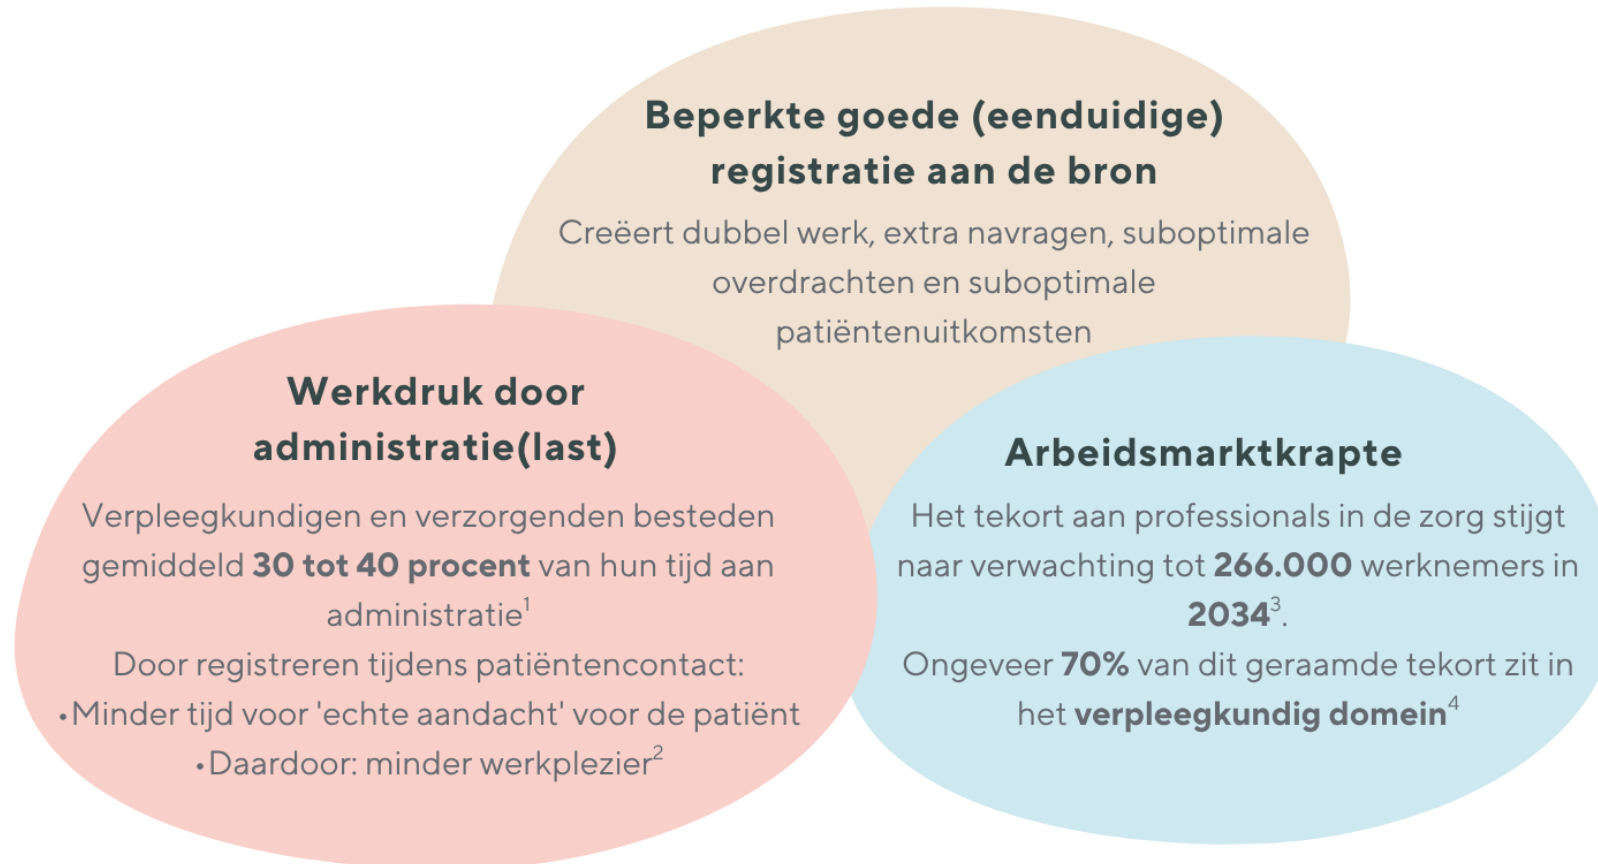 Beperkte goede (eenduidige)
registratie aan de bron
Creëert dubbel werk, extra navragen, suboptimale
overdrachten en suboptimale
patiëntenuitkomsten
Werkdruk door
administratie(last)
Verpleegkundigen en verzorgenden besteden
gemiddeld 30 tot 40 procent van hun tijd aan
administratie¹
Door registreren tijdens patiëntencontact:
•Minder tijd voor 'echte aandacht' voor de patiënt
•Daardoor: minder werkplezier²
Arbeidsmarktkrapte
Het tekort aan professionals in de zorg stijgt
naar verwachting tot 266.000 werknemers in
2034³.
Ongeveer 70% van dit geraamde tekort zit in
het verpleegkundig domein⁴